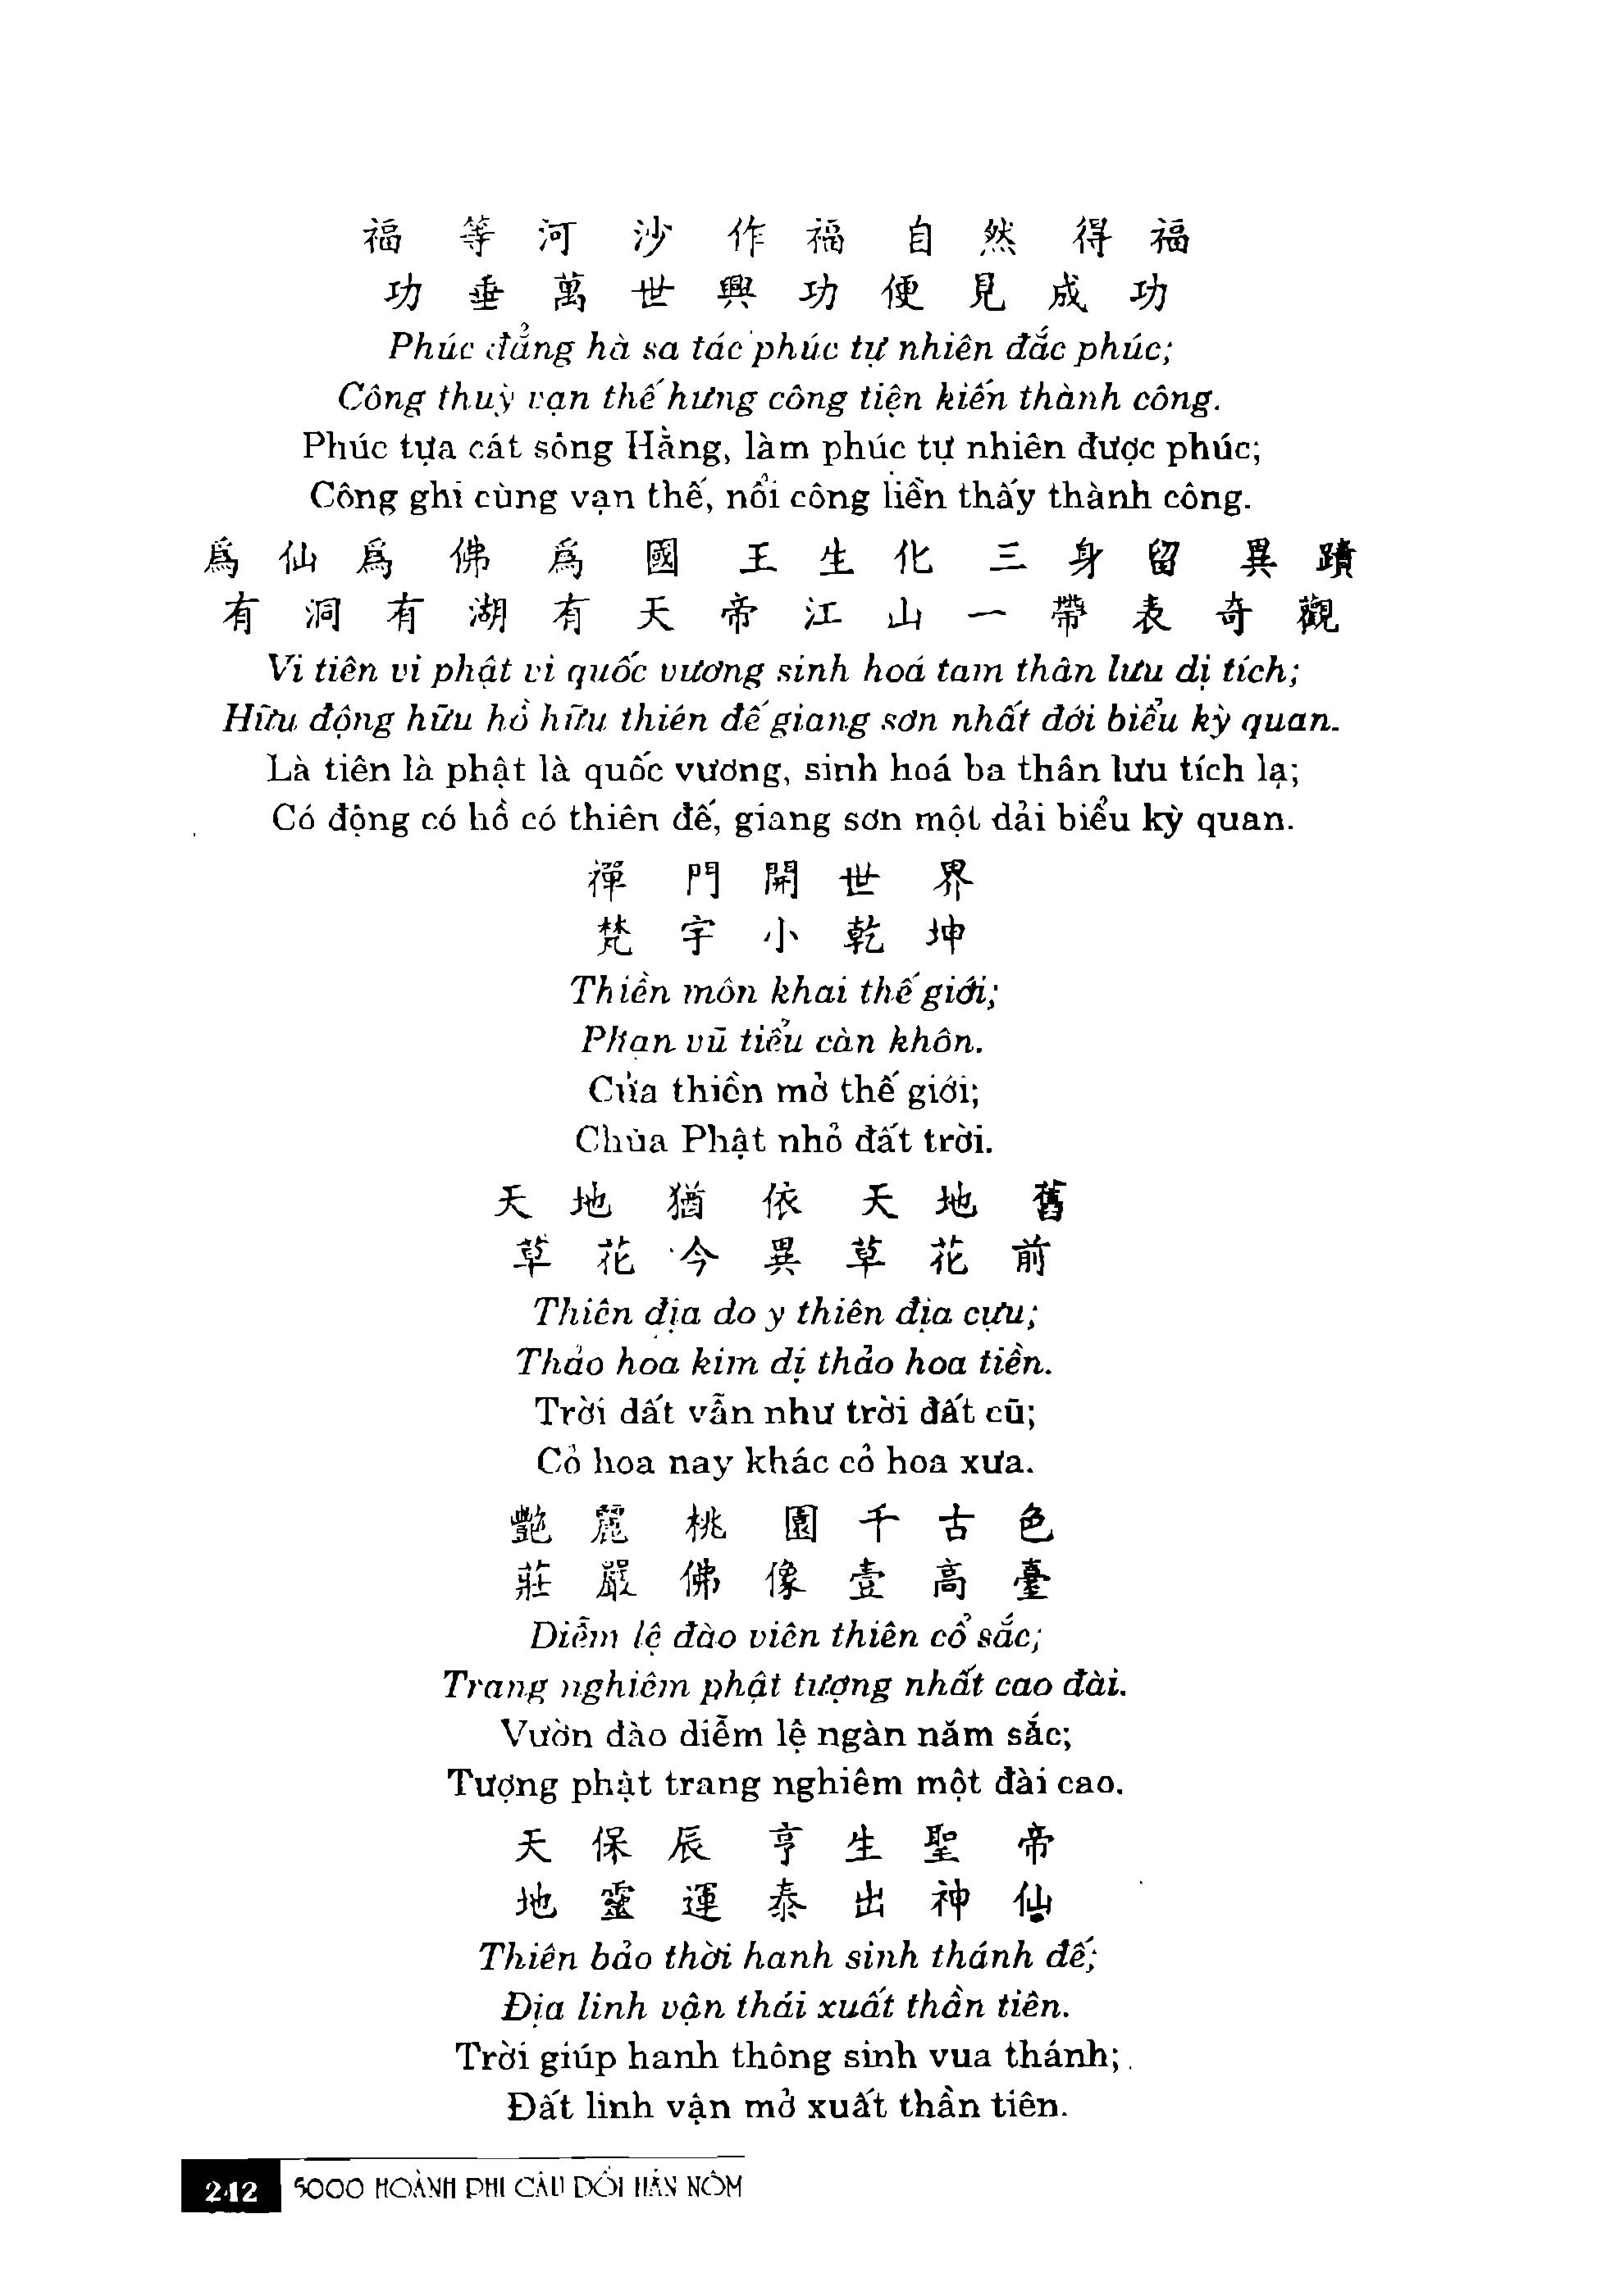 福等河沙作福自然得福
功垂萬世興功便見成功
Phúc đẳng hà sa tác phúc tự nhiên đắc phúc;
Công thuỳ vạn thế hưng công tiện kiến thành công.
Phúc tựa cát sông Hằng, làm phúc tự nhiên được phúc;
Công ghi cùng vạn thế, nổi công liền thấy thành công.
爲仙爲佛爲國王生化三身留異蹟
有洞有湖有天帝江山一帶表奇觀
Vi tiên vi phật vi quốc vương sinh hoá tam thân lưu dị tích;
Hữu động hữu hồ hữu thiên đế giang sơn nhất đới biểu kỳ quan.
Là tiên là phật là quốc vương, sinh hoá ba thân lưu tích lạ;
Có động có hồ có thiên đế, giang sơn một dải biểu kỳ quan.
禪門開世界
梵宇小乾坤
Thiền môn khai thế giới;
Phạn vũ tiểu càn khôn.
Cửa thiền mở thế giới;
Chùa Phật nhỏ đất trời.
天地猶依天地舊
草花今異草花前
Thiên địa do y thiên địa cựu;
Thảo hoa kim dị thảo hoa tiền.
Trời đất vẫn như trời đất cũ;
Cỏ hoa nay khác cỏ hoa xưa.
艷麗桃園千古色
莊嚴佛像壹高臺
Diễm lệ đào viên thiên cổ sắc;
Trang nghiêm phật tượng nhất cao đài.
Vườn đào diễm lệ ngàn năm sắc;
Tượng phật trang nghiêm một đài cao.
天保辰亨生聖帝
地靈運泰出神仙
Thiên bảo thời hanh sinh thánh đế;
Địa linh vận thái xuất thần tiên.
Trời giúp hanh thông sinh vua thánh;
Đất linh vận mở xuất thần tiên.
242 5000 HOÀNH PHI CÂU ĐỐI HÁN NÔM